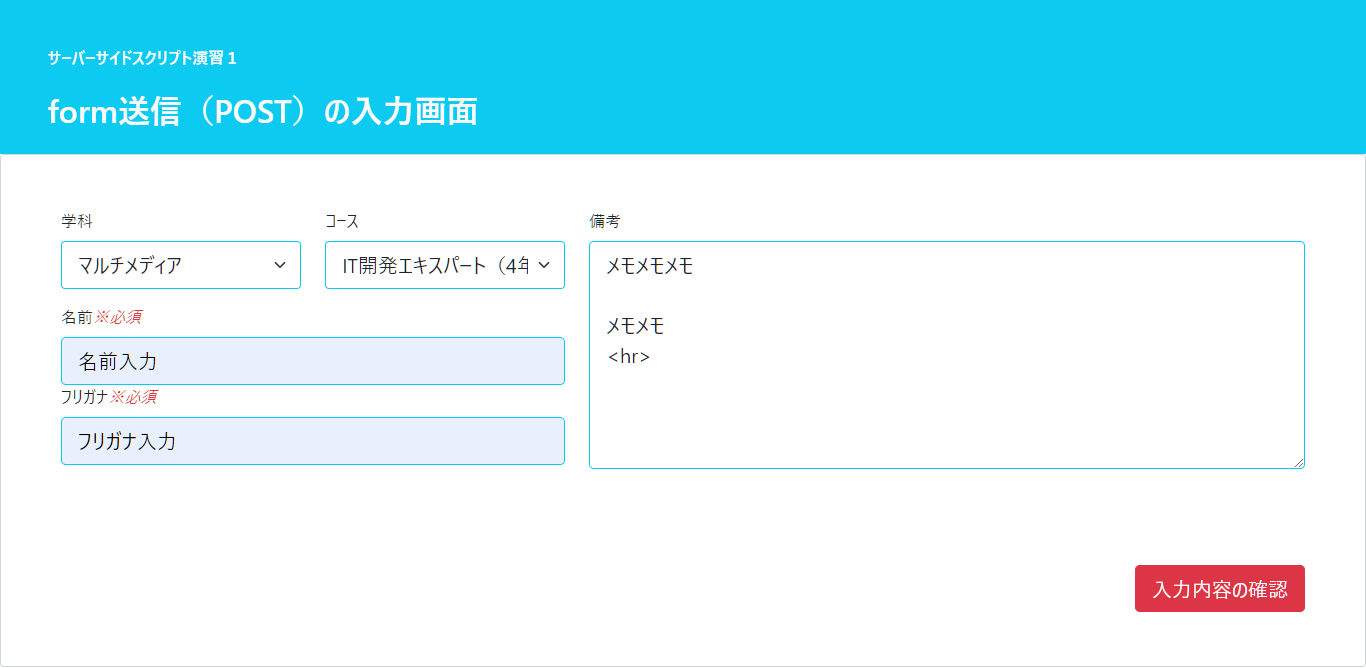 サーバーサイドスクリプト演習１
form送信（POST）の入力画面
学科
コース
マルチメディア
IT開発エキスパート（4年
名前※必須
名前入力
フリガナ※必須
フリガナ入力
備考
メモメモメモ
メモメモ
<hr>
入力内容の確認